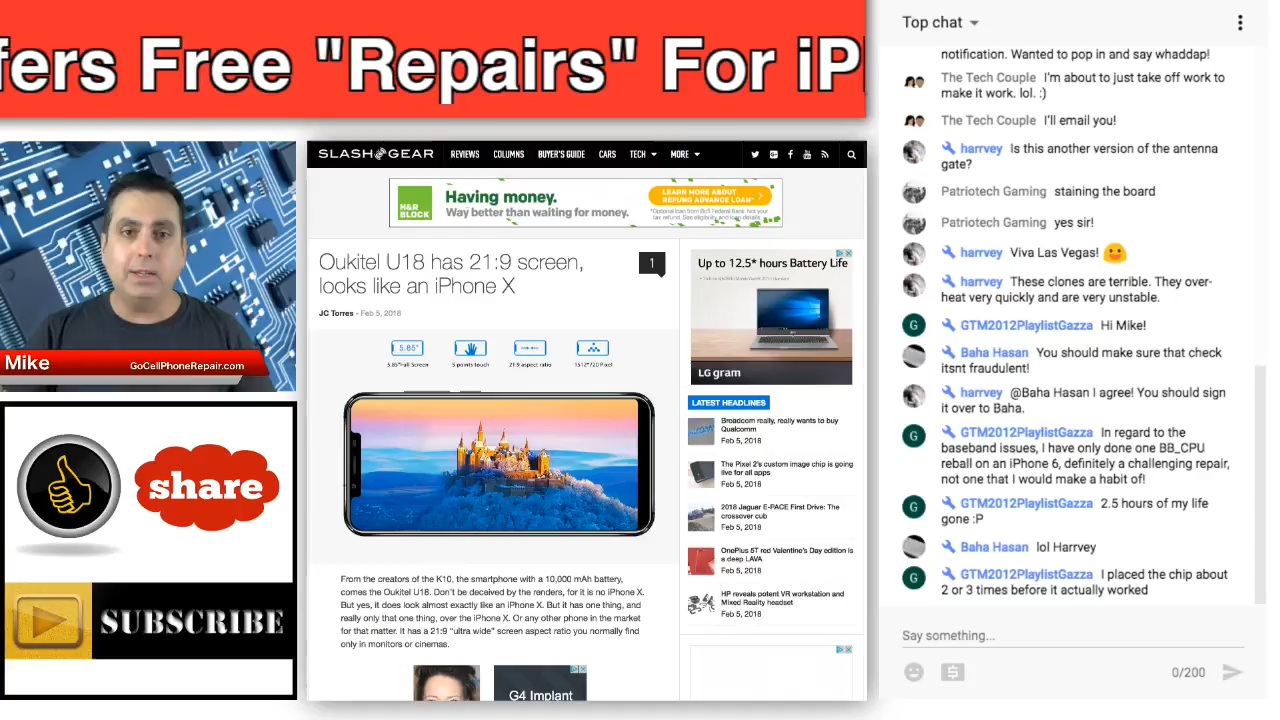 fers Free "Repairs" For iP
Mike
GoCellPhoneRepair.com
share
SUBSCRIBE
SLASHGEAR
REVIEWS COLUMNS BUYER'S GUIDE CARS TECH MORE
H&R
BLOCK
Having money.
Way better than waiting for money.
LEARN MORE ABOUT
REFUND ADVANCE LOAN*
Oukitel U18 has 21:9 screen,
looks like an iPhone X
1
JC Torres - Feb 5, 2018
5.85"
5.85"Full Screen
5 points touch
21:9 aspect ratio
1512*720 Pixel
From the creators of the K10, the smartphone with a 10,000 mAh battery,
comes the Oukitel U18. Don't be deceived by the renders, for it is no iPhone X.
But yes, it does look almost exactly like an iPhone X. But it has one thing, and
really only that one thing, over the iPhone X. Or any other phone in the market
for that matter. It has a 21:9 "ultra wide" screen aspect ratio you normally find
only in monitors or cinemas.
G4 Implant
Up to 12.5* hours Battery Life
LG gram
LATEST HEADLINES
Broadcom really, really wants to buy
Qualcomm
Feb 5, 2018
The Pixel 2's custom image chip is going
live for all apps
Feb 5, 2018
2018 Jaguar E-PACE First Drive: The
crossover cub
Feb 5, 2018
OnePlus 5T red Valentine's Day edition is
a deep LAVA
Feb 5, 2018
HP reveals potent VR workstation and
Mixed Reality headset
Feb 5, 2018
Top chat
notification. Wanted to pop in and say whaddap!
The Tech Couple I'm about to just take off work to
make it work. lol. :)
The Tech Couple I'll email you!
harrvey Is this another version of the antenna
gate?
Patriotech Gaming staining the board
Patriotech Gaming yes sir!
harrvey Viva Las Vegas!
harrvey These clones are terrible. They over-
heat very quickly and are very unstable.
G GTM2012PlaylistGazza Hi Mike!
Baha Hasan You should make sure that check
itsnt fraudulent!
harrvey @Baha Hasan I agree! You should sign
it over to Baha.
G GTM2012PlaylistGazza In regard to the
baseband issues, I have only done one BB_CPU
reball on an iPhone 6, definitely a challenging repair,
not one that I would make a habit of!
G GTM2012PlaylistGazza 2.5 hours of my life
gone :P
Baha Hasan lol Harrvey
G GTM2012PlaylistGazza I placed the chip about
2 or 3 times before it actually worked
Say something...
0/200